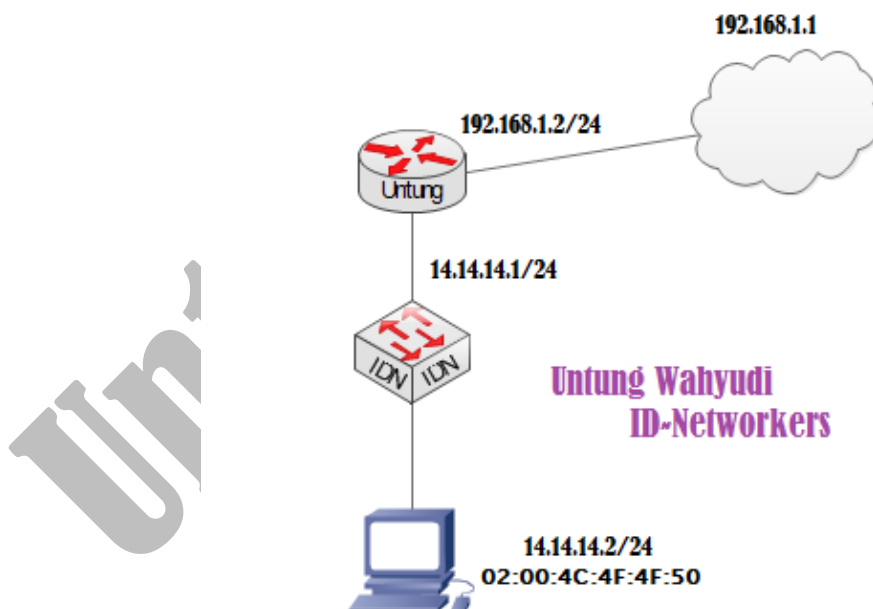 192.168.1.1
192.168.1.2/24
Untung
14.14.14.1/24
IDN IDN
Untung Wahyudi
ID~Networkers
14.14.14.2/24
02:00:4C:4F:4F:50